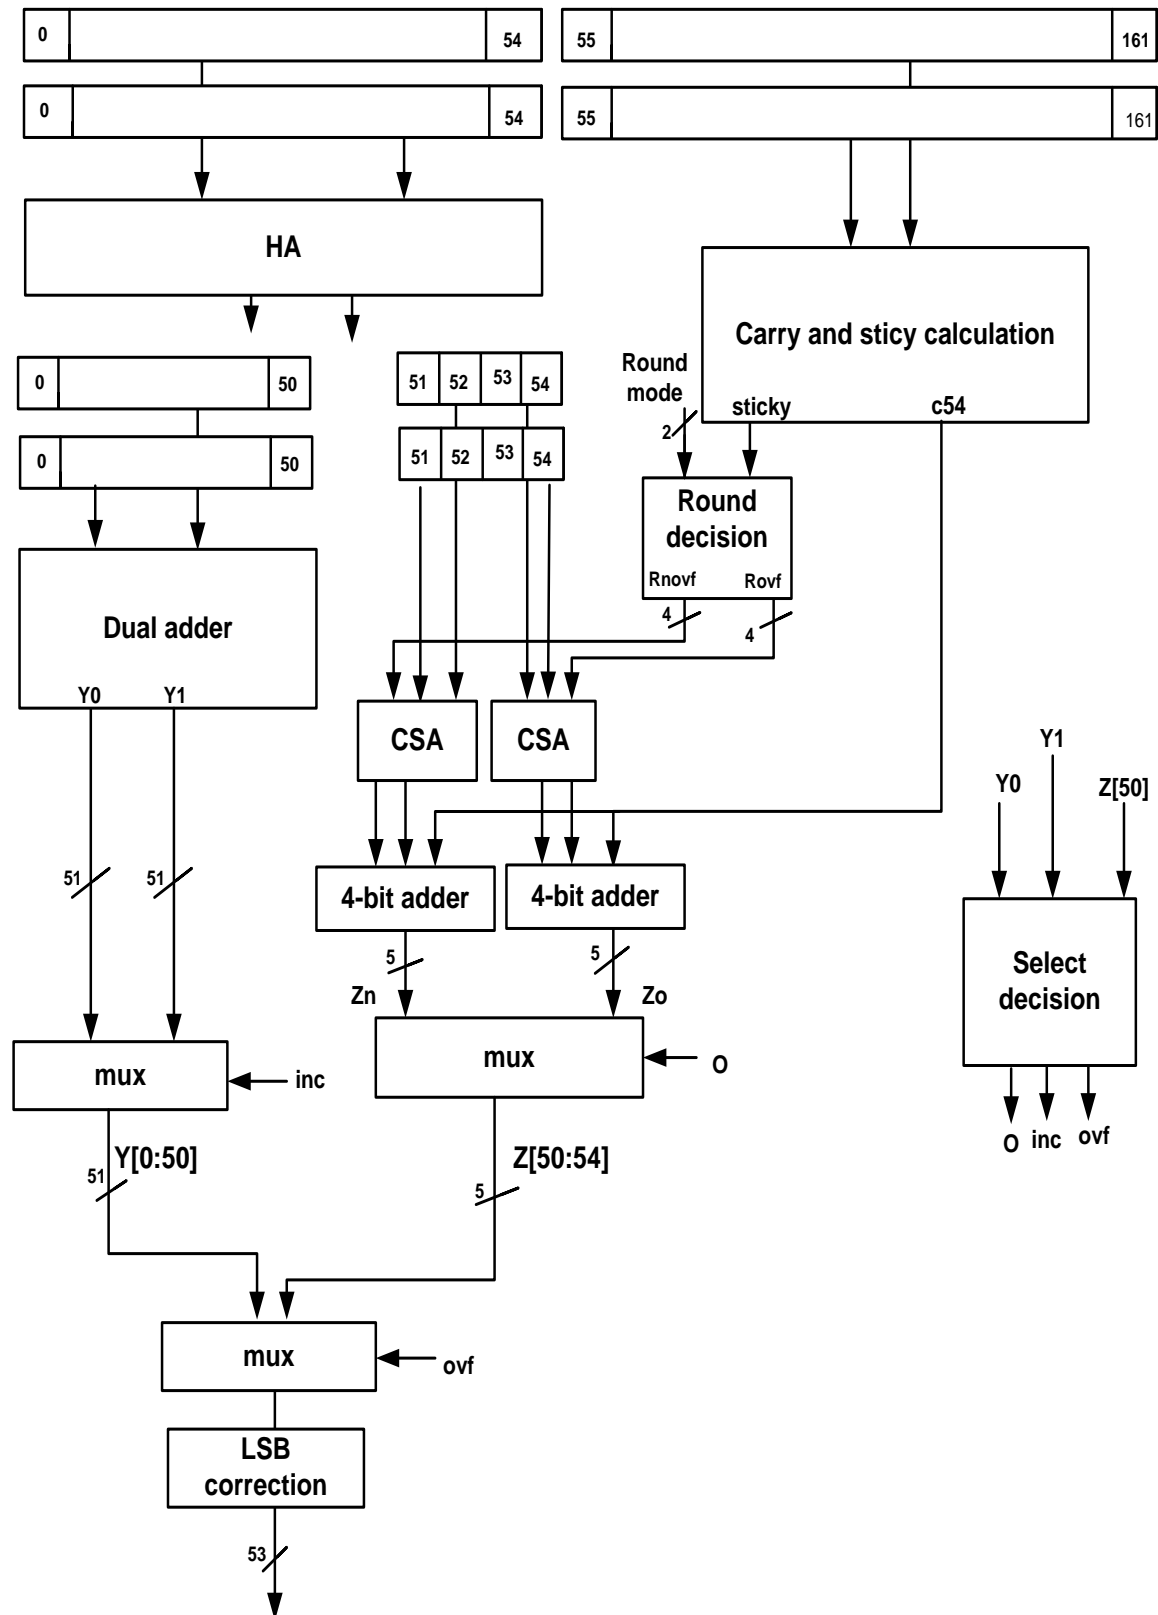 0 54 55 161
0 54 55 161
HA
Carry and sticy calculation
sticky c54
Round
mode
2
0 50 51 52 53 54
0 50 51 52 53 54
Round
decision
Rnovf Rovf
4 4
Dual adder
Y0 Y1
CSA CSA
51 51
4-bit adder 4-bit adder
5 5
Zn Zo
Y0 Y1 Z[50]
Select
decision
O inc ovf
mux inc
mux O
Y[0:50] Z[50:54]
51 5
mux ovf
LSB
correction
53